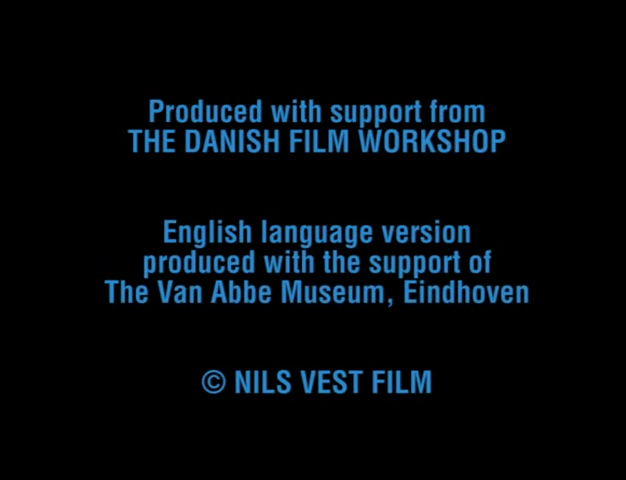 Produced with support from
THE DANISH FILM WORKSHOP
English language version
produced with the support of
The Van Abbe Museum, Eindhoven
© NILS VEST FILM